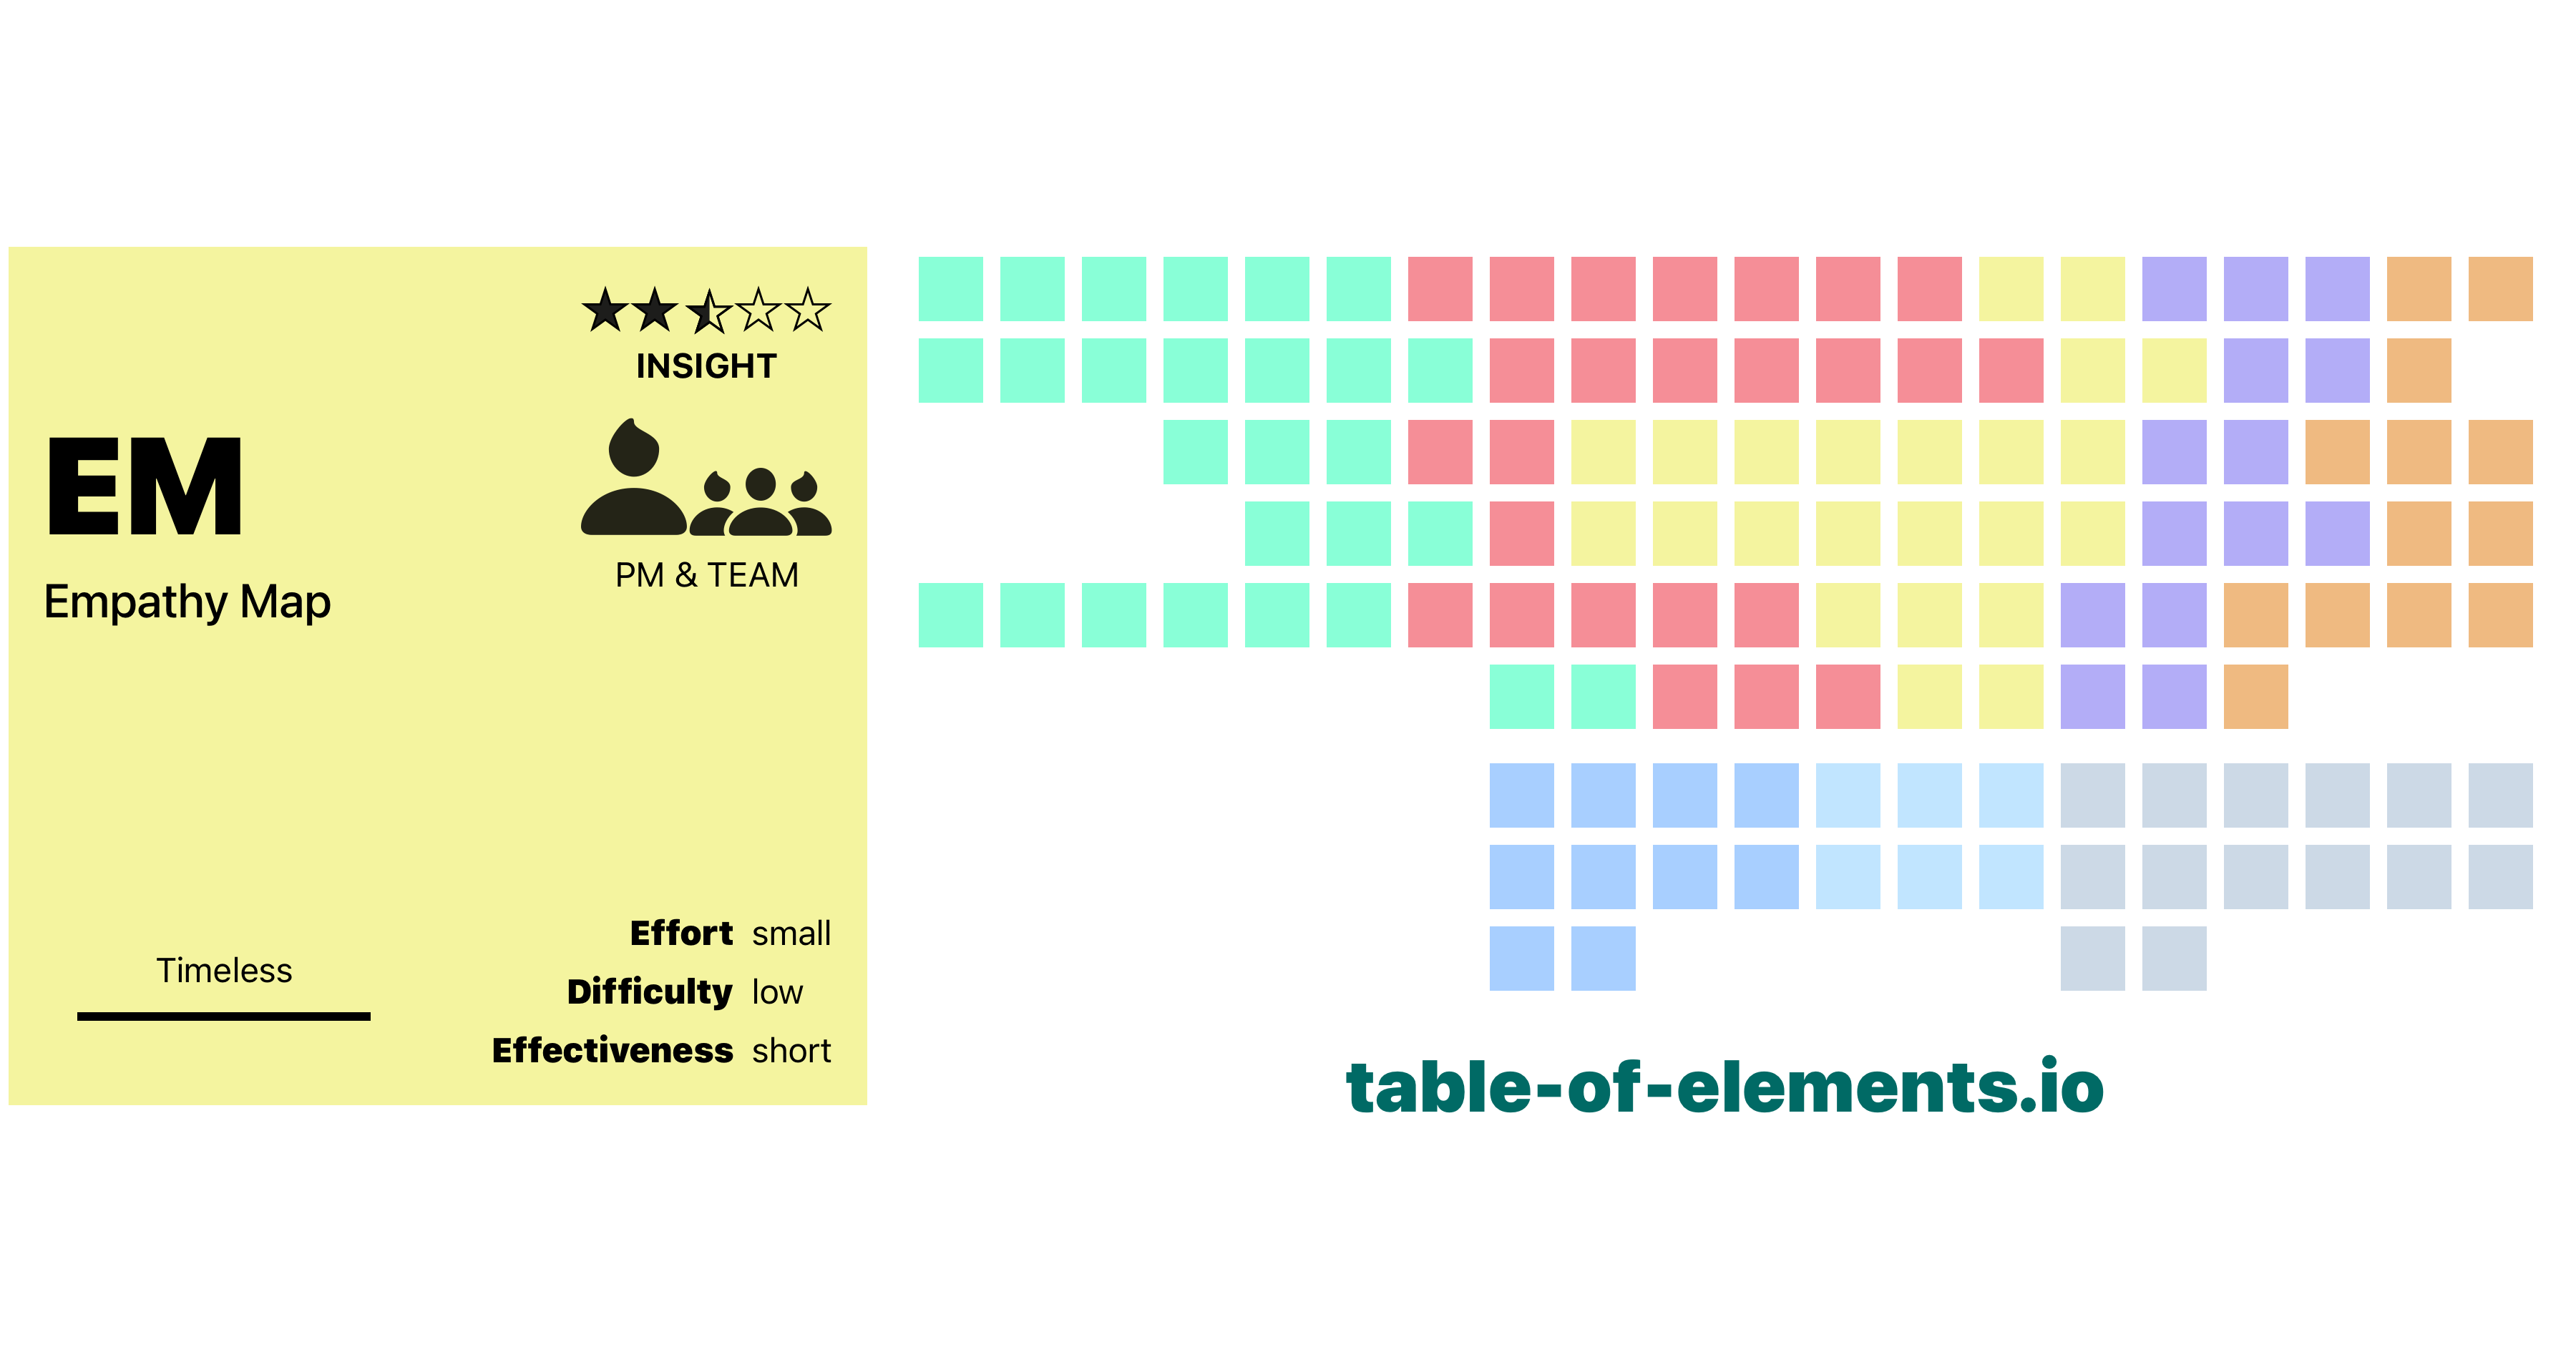 INSIGHT
EM
Empathy Map
PM & TEAM
Timeless
Effort small
Difficulty low
Effectiveness short
table-of-elements.io